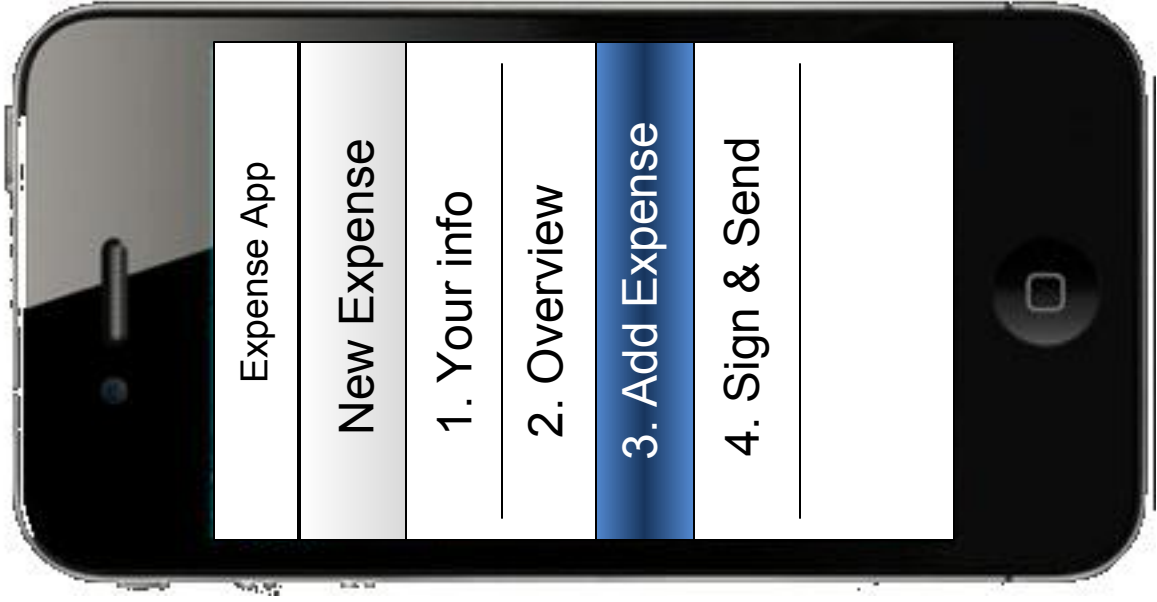 Expense App
New Expense
1. Your info
2. Overview
3. Add Expense
4. Sign & Send